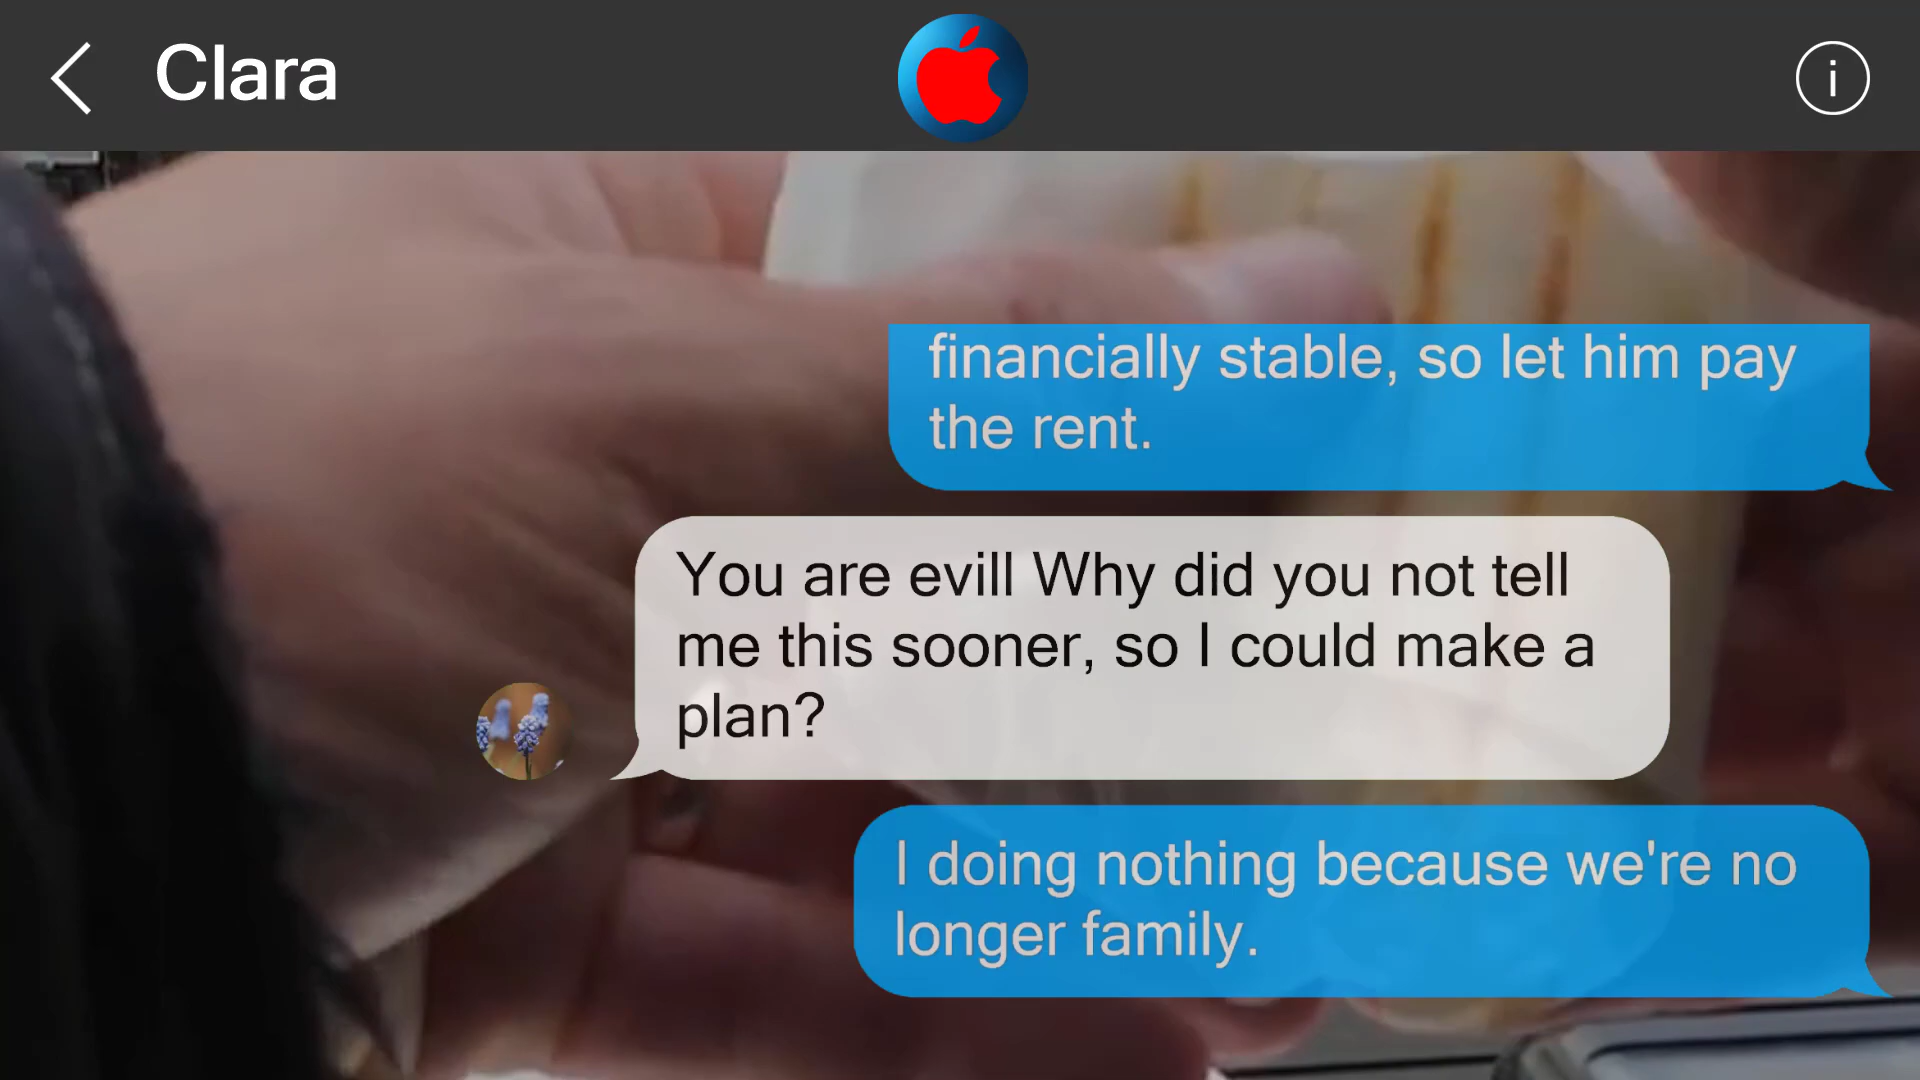 Clara
i
financially stable, so let him pay
the rent.
You are evill Why did you not tell
me this sooner, so I could make a
plan?
I doing nothing because we're no
longer family.